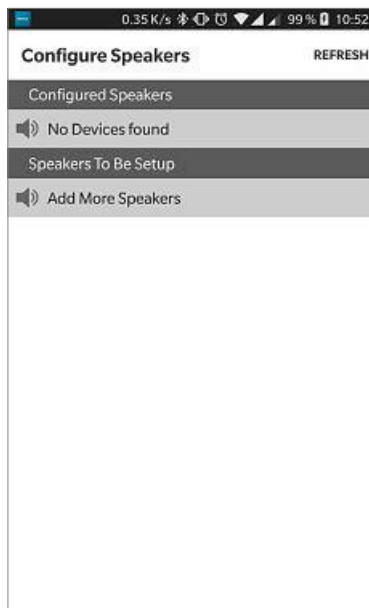 0.35 K/s 99 % 10:52
Configure Speakers REFRESH
Configured Speakers
No Devices found
Speakers To Be Setup
Add More Speakers